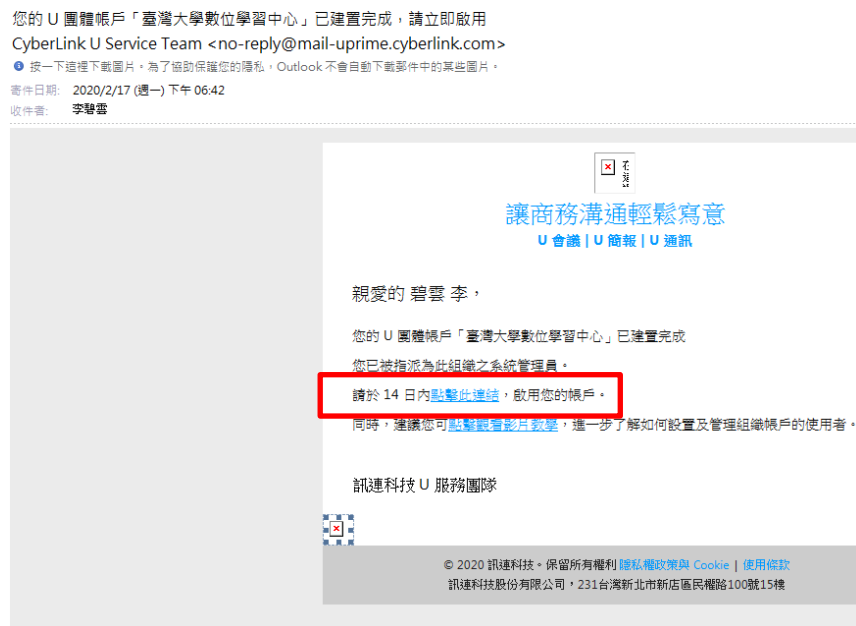 您的 U 團體帳戶「臺灣大學數位學習中心」已建置完成，請立即啟用
CyberLink U Service Team <no-reply@mail-uprime.cyberlink.com>
按一下這裡下載圖片。為了協助保護您的隱私，Outlook 不會自動下載郵件中的某些圖片。
寄件日期: 2020/2/17 (週一) 下午 06:42
收件者: 李碧雲
讓商務溝通輕鬆寫意
U 會議 | U 簡報 | U 通訊
親愛的 碧雲 李，
您的 U 團體帳戶「臺灣大學數位學習中心」已建置完成
您已被指派為此組織之系統管理員。
請於 14 日內點擊此連結，啟用您的帳戶。
同時，建議您可點擊觀看影片教學，進一步了解如何設置及管理組織帳戶的使用者。
訊連科技 U 服務團隊
© 2020 訊連科技。保留所有權利 隱私權政策與 Cookie | 使用條款
訊連科技股份有限公司，231台灣新北市新店區民權路100號15樓